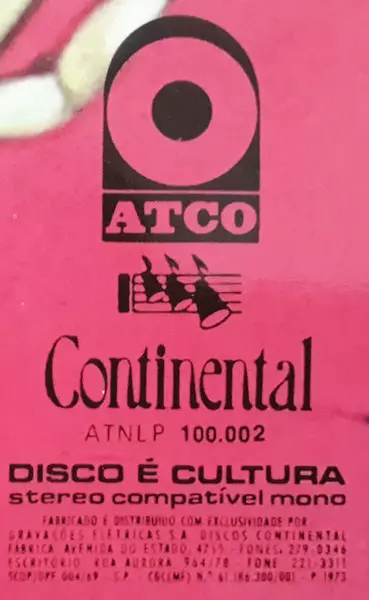 ATCO
Continental
ATNLP 100.002
DISCO É CULTURA
stereo compatível mono
FABRICADO E DISTRIBUIDO COM EXCLUSIVIDADE POR
GRAVAÇÕES ELÉTRICAS S.A. DISCOS CONTINENTAL
FÁBRICA AVENIDA DO ESTADO, 4755 - FONES: 279-0346
ESCRITÓRIO RUA AURORA 964/78 - FONE 221-3311
SCDP/DPF 004/69 - S.P. - CGC(MF) N.º 61.186.300/001 - P 1973